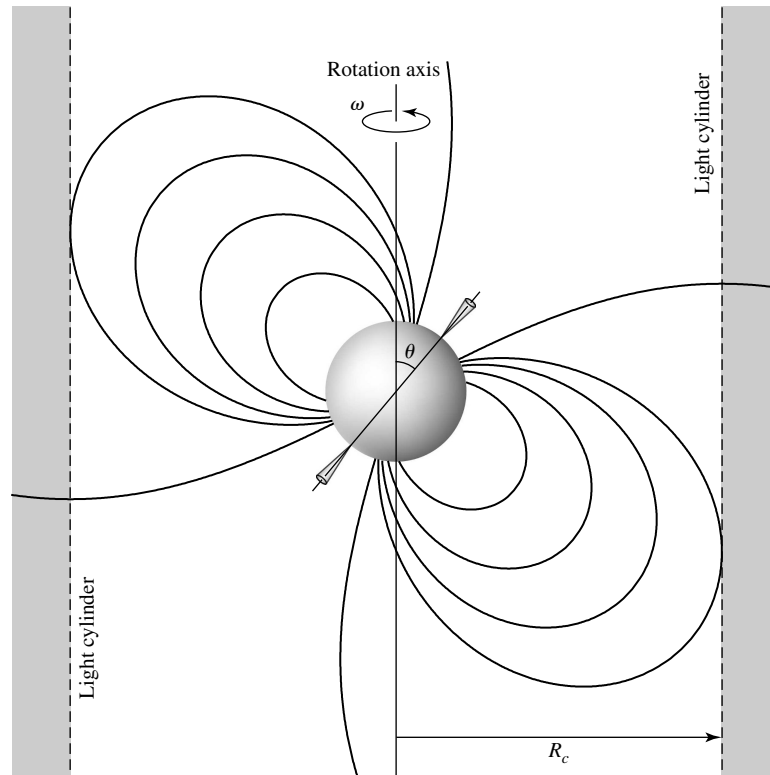 Rotation axis
ω
Light cylinder
θ
Light cylinder
R_c